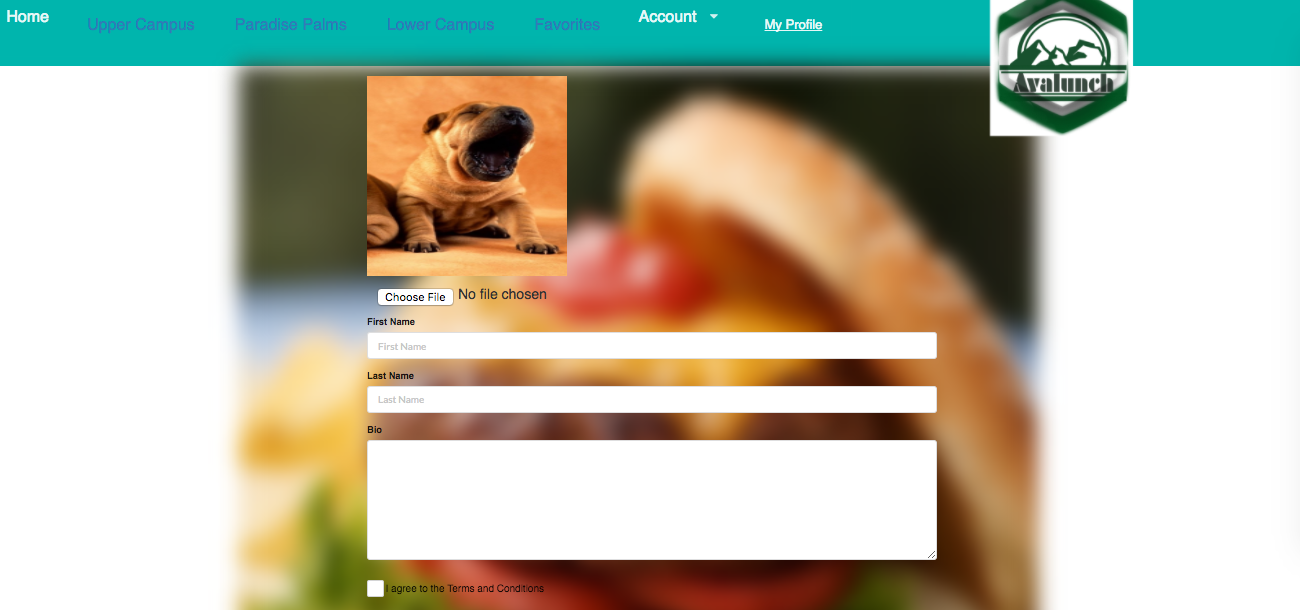 Home
Upper Campus
Paradise Palms
Lower Campus
Favorites
Account
My Profile
Avalunch
Choose File No file chosen
First Name
First Name
Last Name
Last Name
Bio
I agree to the Terms and Conditions